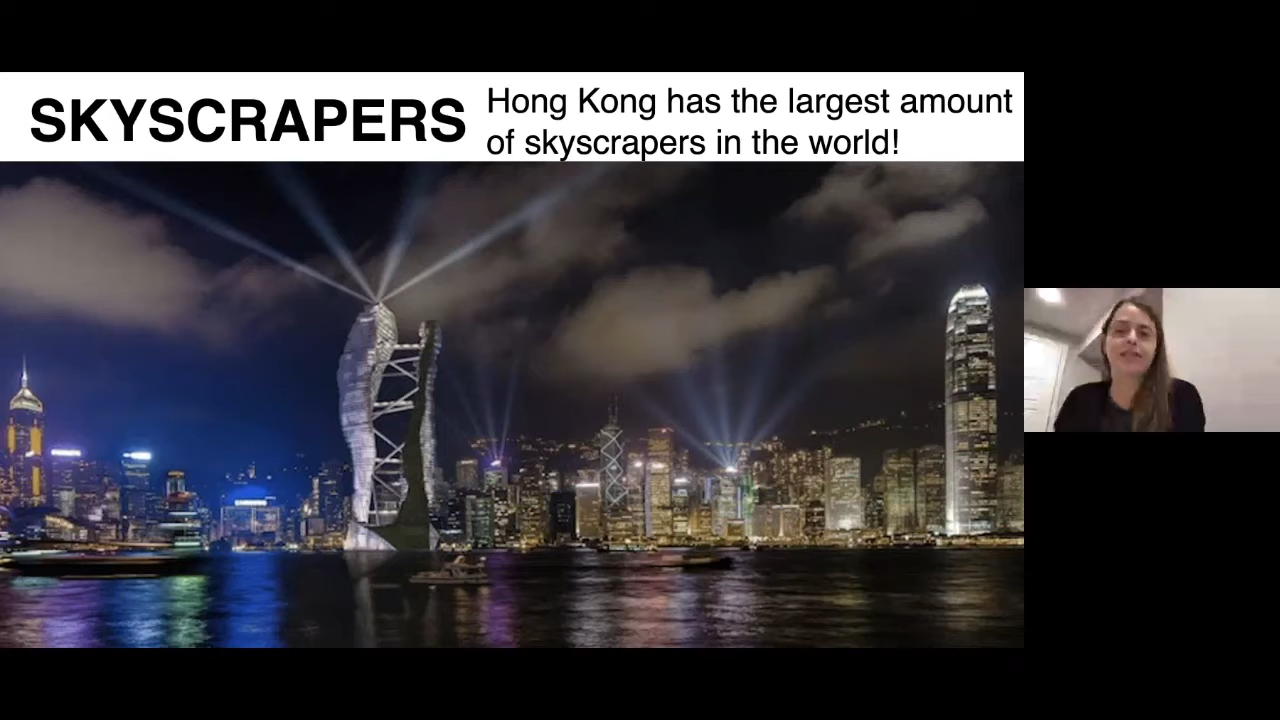 SKYSCRAPERS
Hong Kong has the largest amount
of skyscrapers in the world!